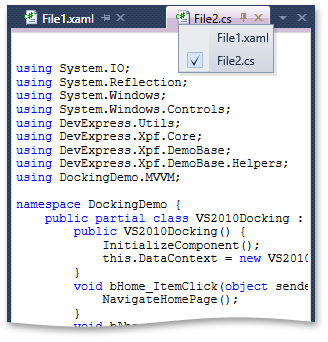 File1.xaml File2.cs
File1.xaml
File2.cs
using System.IO;
using System.Reflection;
using System.Windows;
using System.Windows.Controls;
using DevExpress.Utils;
using DevExpress.Xpf.Core;
using DevExpress.Xpf.DemoBase;
using DevExpress.Xpf.DemoBase.Helpers;
using DockingDemo.MVVM;
namespace DockingDemo {
public partial class VS2010Docking :
public VS2010Docking() {
InitializeComponent();
this.DataContext = new VS2010
}
void bHome_ItemClick(object sende
NavigateHomePage();
}
void